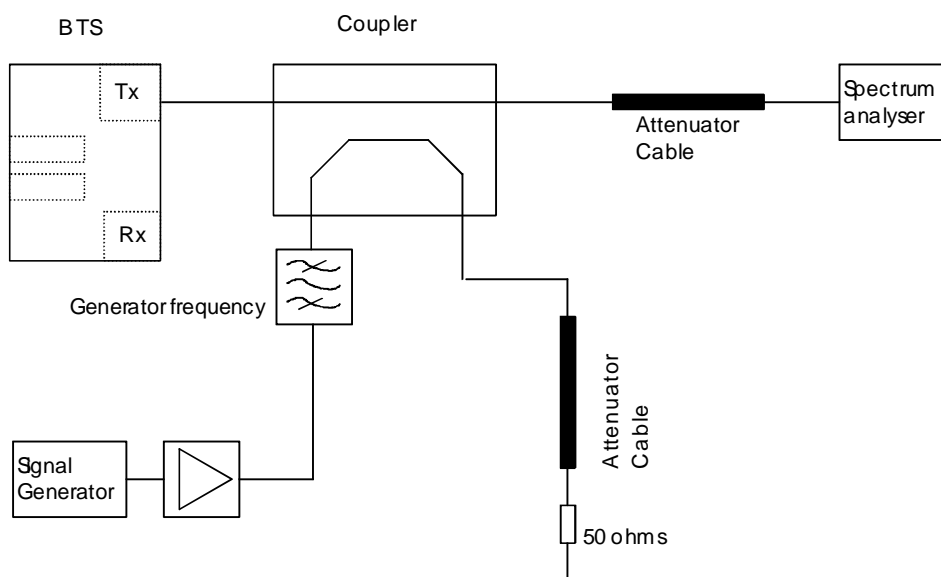 BTS
Coupler
Tx
Spectrum
analyser
Attenuator
Cable
Rx
Generator frequency
Attenuator
Cable
Signal
Generator
50 ohms